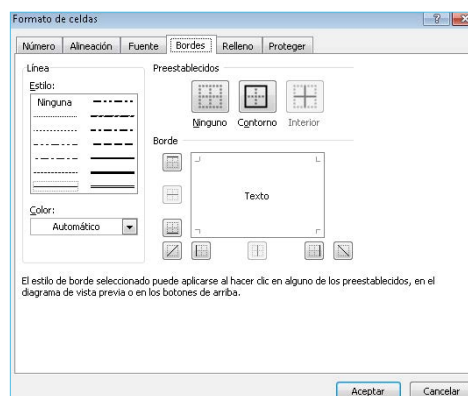 Formato de celdas
Número Alineación Fuente Bordes Relleno Proteger
Línea
Estilo:
Ninguna
Color:
Automático
Preestablecidos
Ninguno Contorno Interior
Borde
Texto
El estilo de borde seleccionado puede aplicarse al hacer clic en alguno de los preestablecidos, en el
diagrama de vista previa o en los botones de arriba.
Aceptar Cancelar